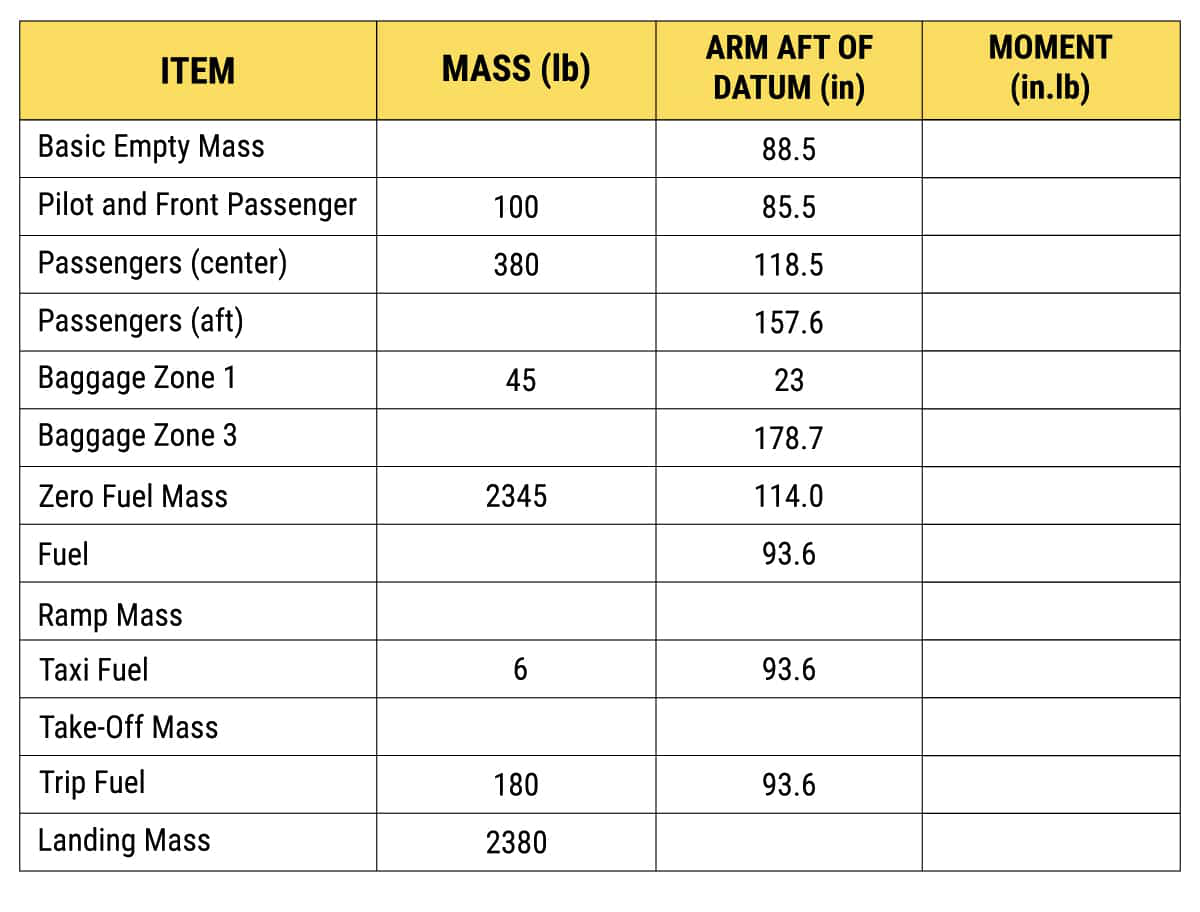 ITEM MASS (lb) ARM AFT OF DATUM (in) MOMENT (in.lb)
Basic Empty Mass 88.5
Pilot and Front Passenger 100 85.5
Passengers (center) 380 118.5
Passengers (aft) 157.6
Baggage Zone 1 45 23
Baggage Zone 3 178.7
Zero Fuel Mass 2345 114.0
Fuel 93.6
Ramp Mass
Taxi Fuel 6 93.6
Take-Off Mass
Trip Fuel 180 93.6
Landing Mass 2380